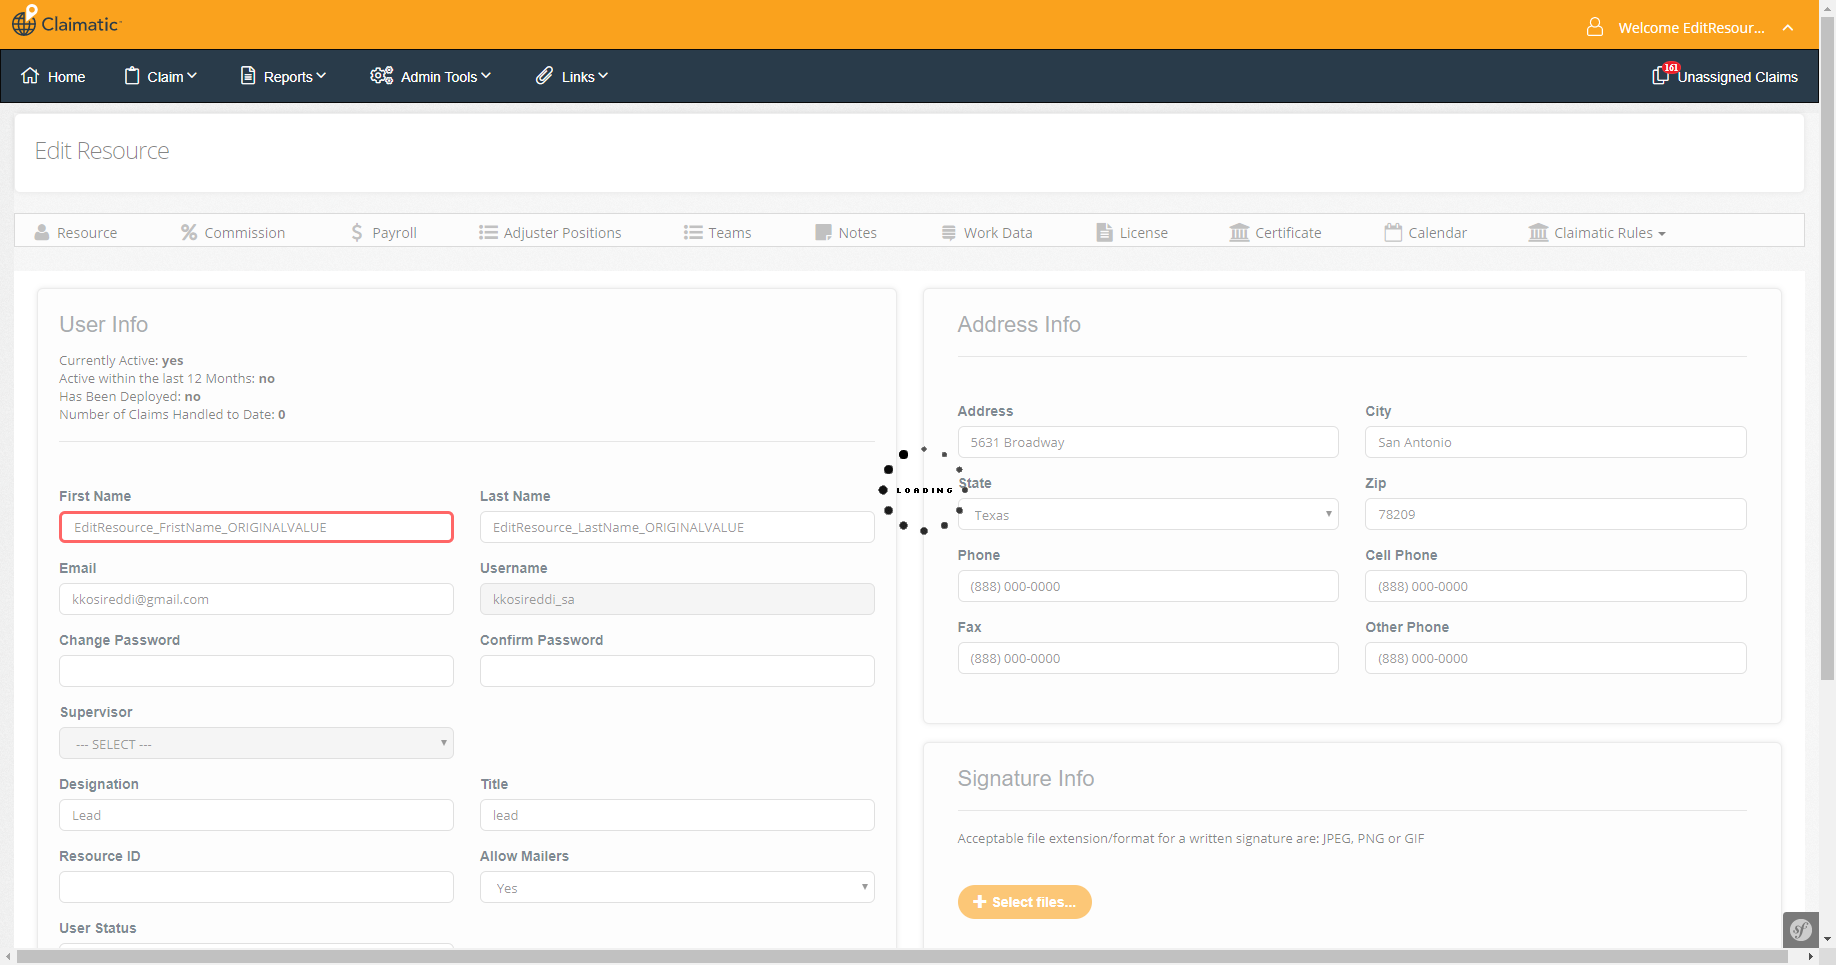 Claimatic
Welcome EditResour...
Home
Claim
Reports
Admin Tools
Links
161
Unassigned Claims
Edit Resource
Resource
Commission
Payroll
Adjuster Positions
Teams
Notes
Work Data
License
Certificate
Calendar
Claimatic Rules
User Info
Currently Active: yes
Active within the last 12 Months: no
Has Been Deployed: no
Number of Claims Handled to Date: 0
First Name
Last Name
EditResource_FristName_ORIGINALVALUE
EditResource_LastName_ORIGINALVALUE
Email
Username
kkosireddi@gmail.com
kkosireddi_sa
Change Password
Confirm Password
Supervisor
--- SELECT ---
Designation
Title
Lead
lead
Resource ID
Allow Mailers
Yes
User Status
LOADING
Address Info
Address
City
5631 Broadway
San Antonio
State
Zip
Texas
78209
Phone
Cell Phone
(888) 000-0000
(888) 000-0000
Fax
Other Phone
(888) 000-0000
(888) 000-0000
Signature Info
Acceptable file extension/format for a written signature are: JPEG, PNG or GIF
Select files...
sf